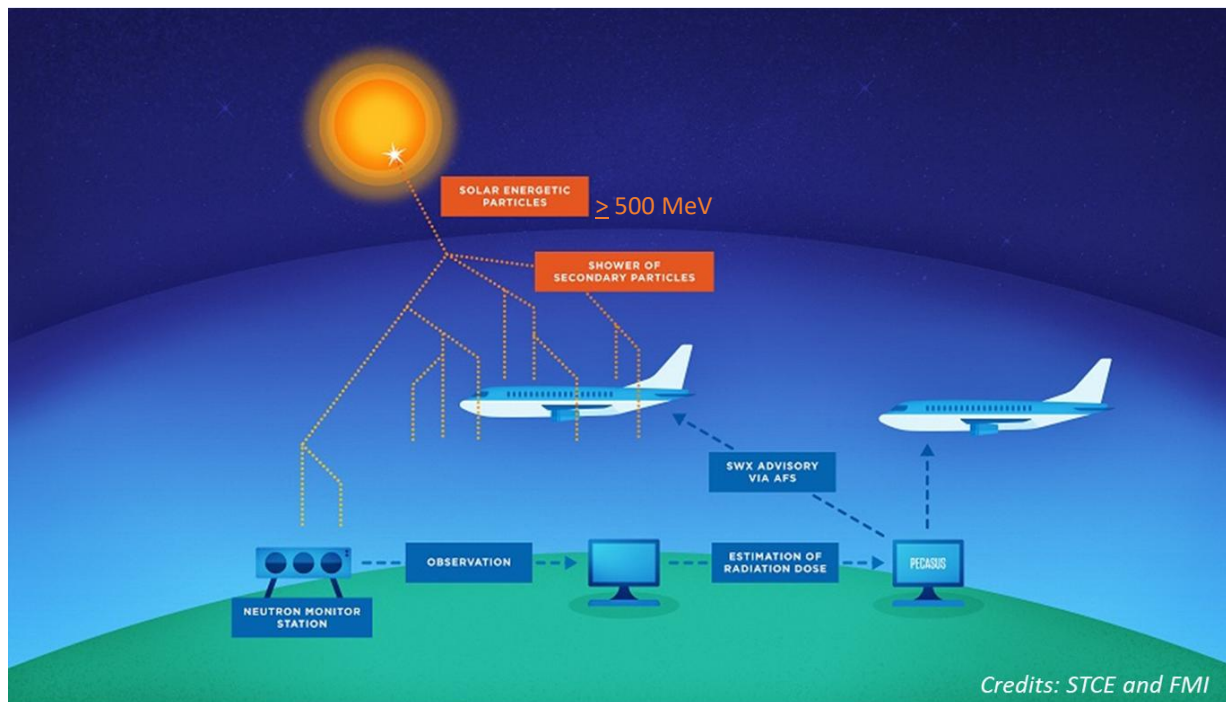 SOLAR ENERGETIC
PARTICLES
≥ 500 MeV
SHOWER OF
SECONDARY PARTICLES
SWX ADVISORY
VIA AFS
OBSERVATION
ESTIMATION OF
RADIATION DOSE
PECASUS
NEUTRON MONITOR
STATION
Credits: STCE and FMI